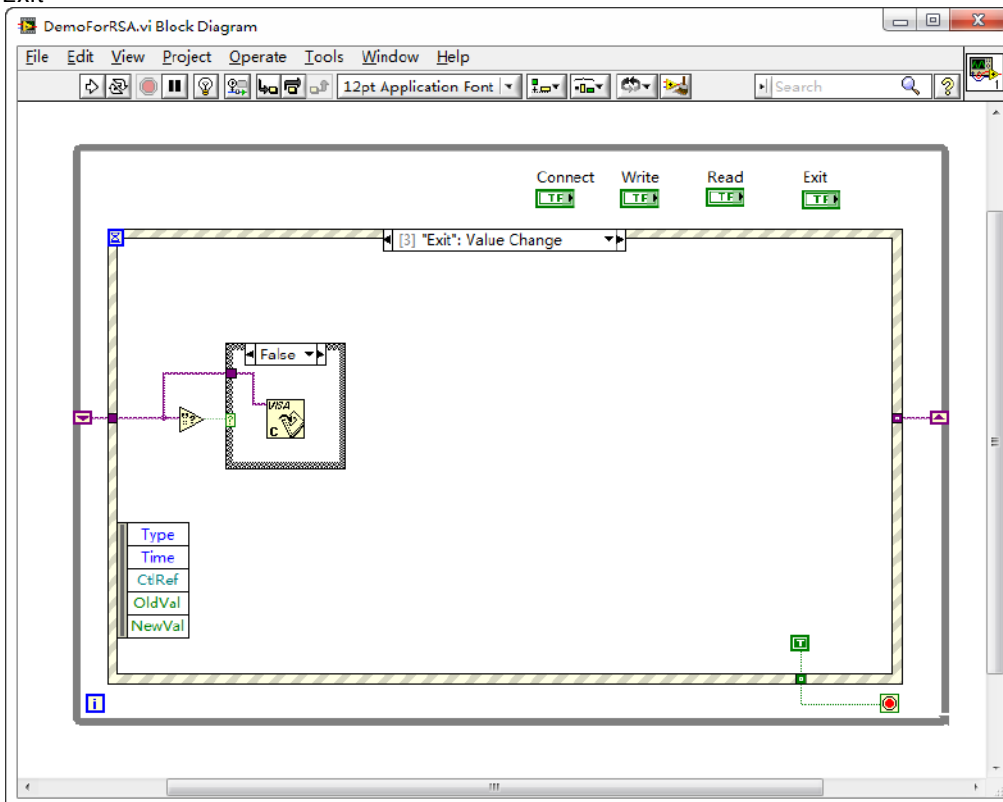 Exit
DemoForRSA.vi Block Diagram
File Edit View Project Operate Tools Window Help
12pt Application Font
Search
1
Connect Write Read Exit
TF TF TF TF
[3] "Exit": Value Change
False
?
VISA
C
?
Type
Time
CtlRef
OldVal
NewVal
T
i